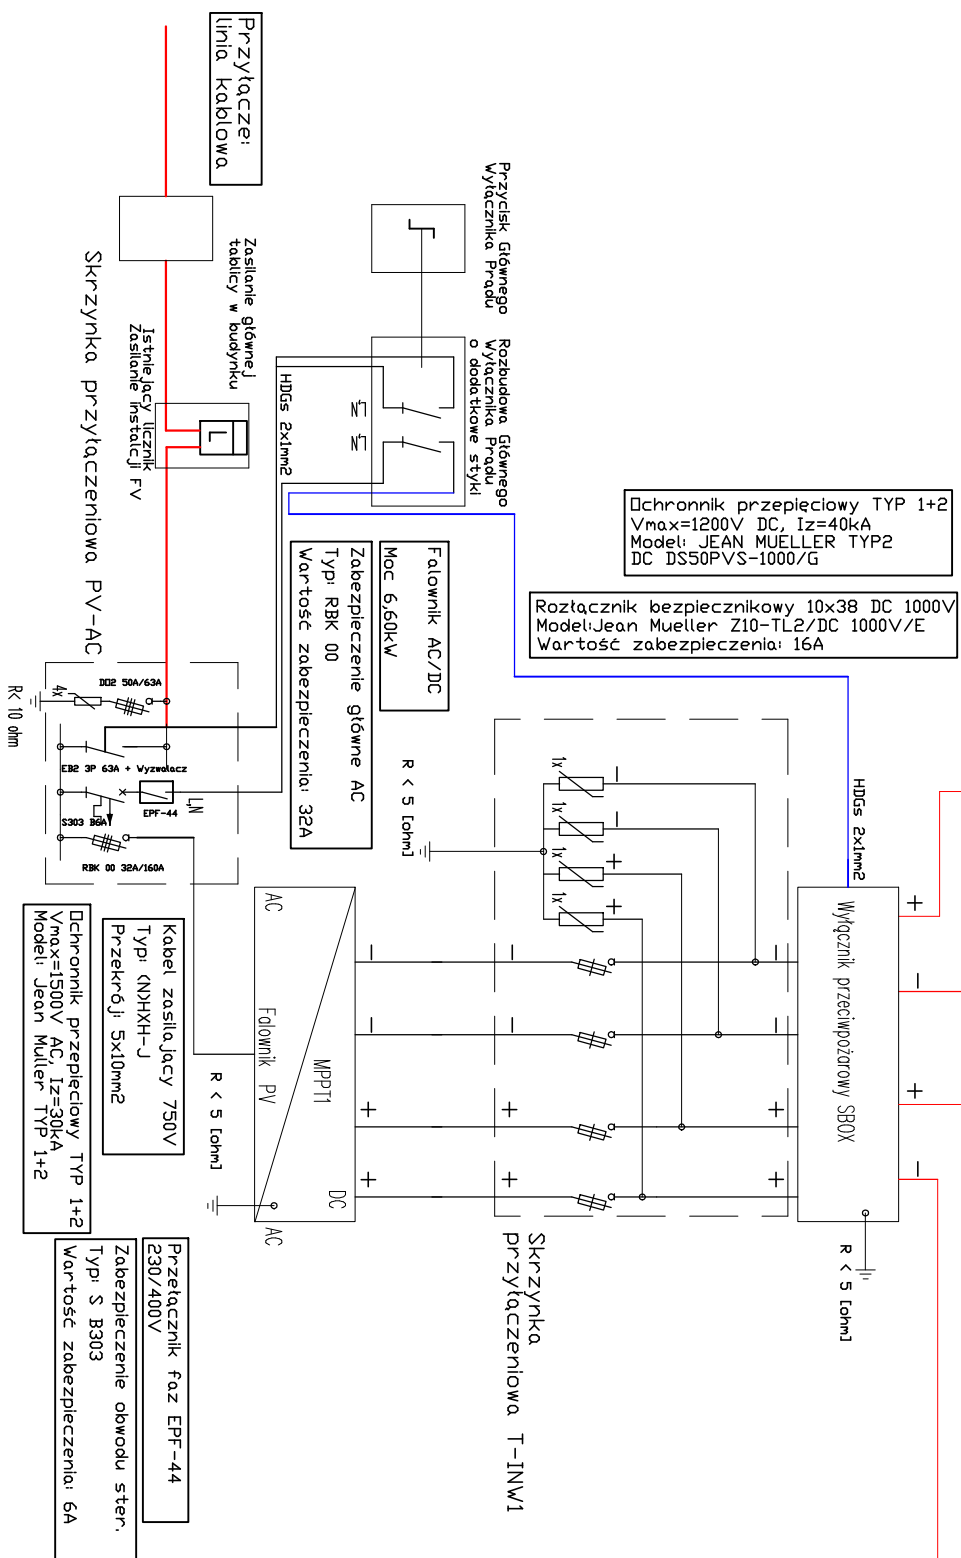 Ochronnik przepięciowy TYP 1+2
Vmax=1200V DC, Iz=40kA
Model: JEAN MUELLER TYP2
DC DS50PVS-1000/G
Rozłącznik bezpiecznikowy 10x38 DC 1000V
Model:Jean Mueller Z10-TL2/DC 1000V/E
Wartość zabezpieczenia: 16A
Przyłącze:
linia kablowa
Przycisk Głównego
Wyłącznika Prądu
Rozbudowa Głównego
Wyłącznika Prądu
o dodatkowe styki
Zasilanie głównej
tablicy w budynku
Istniejący licznik
Zasilanie instalcji FV
L
HDGs 2x1mm2
L,N
L,N
Skrzynka przyłączeniowa PV-AC
Falownik AC/DC
Moc 6,60kW
Zabezpieczenie główne AC
Typ: RBK 00
Wartość zabezpieczenia: 32A
D02 50A/63A
4x
R< 10 ohm
EB2 3P 63A + Wyzwalacz
L,N
EPF-44
S303 B6A
RBK 00 32A/160A
R < 5 [ohm]
1x
1x
1x
1x
−
−
+
+
HDGs 2x1mm2
Wyłącznik przeciwpożarowy SBOX
+
−
+
−
R < 5 [ohm]
−
−
+
+
−
−
+
+
−
−
+
+
Skrzynka
przyłączeniowa T-INW1
AC
Falownik PV
MPPT1
DC
AC
R < 5 [ohm]
Kabel zasilający 750V
Typ: (N)HXH-J
Przekrój: 5x10mm2
Ochronnik przepięciowy TYP 1+2
Vmax=1500V AC, Iz=30kA
Model: Jean Muller TYP 1+2
Przełącznik faz EPF-44
230/400V
Zabezpieczenie obwodu ster.
Typ: S B303
Wartość zabezpieczenia: 6A